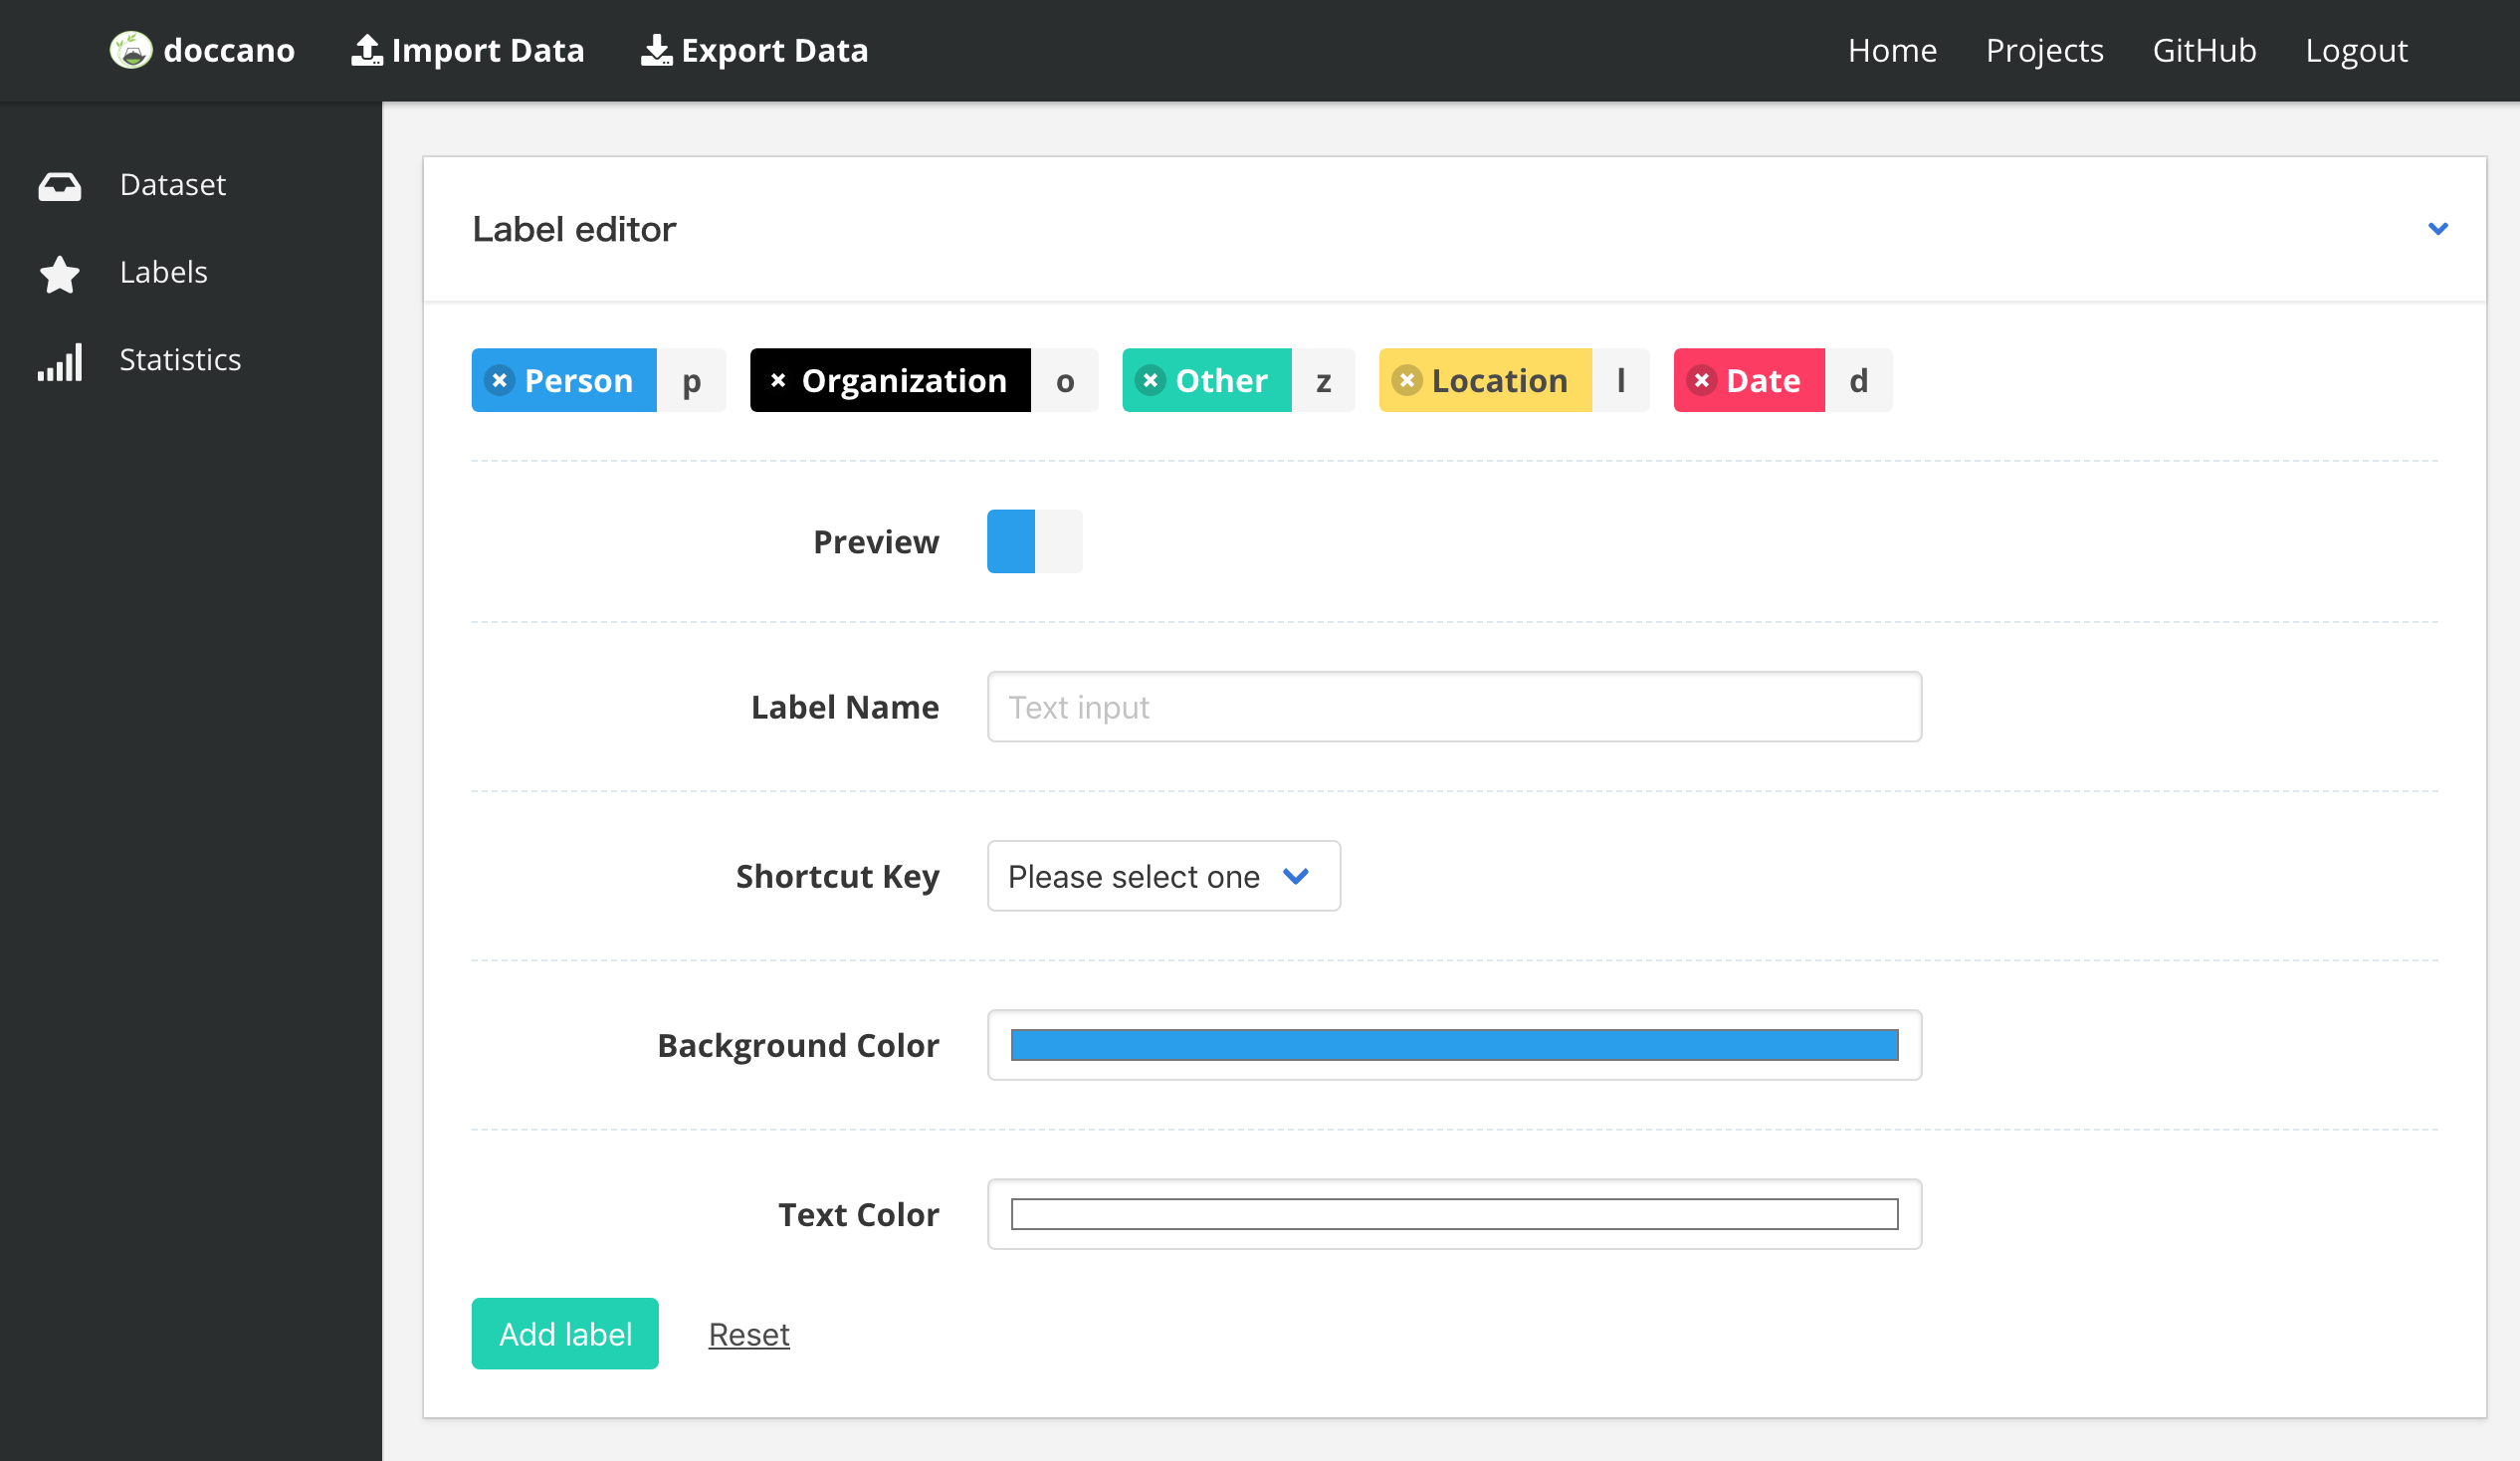 doccano Import Data Export Data Home Projects GitHub Logout
Dataset
Labels
Statistics
Label editor
Person p Organization o Other z Location l Date d
Preview
Label Name Text input
Shortcut Key Please select one
Background Color
Text Color
Add label Reset